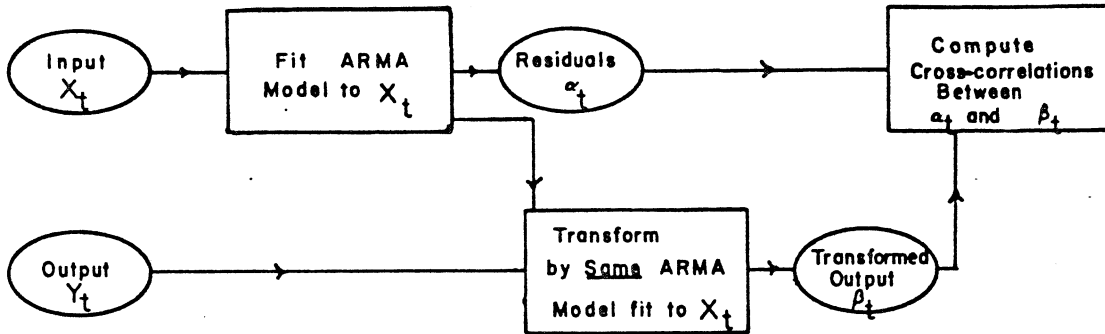 Input
X_t
Fit ARMA
Model to X_t
Residuals
α_t
Compute
Cross-correlations
Between
α_t and β_t
Output
Y_t
Transform
by Same ARMA
Model fit to X_t
Transformed
Output
β_t